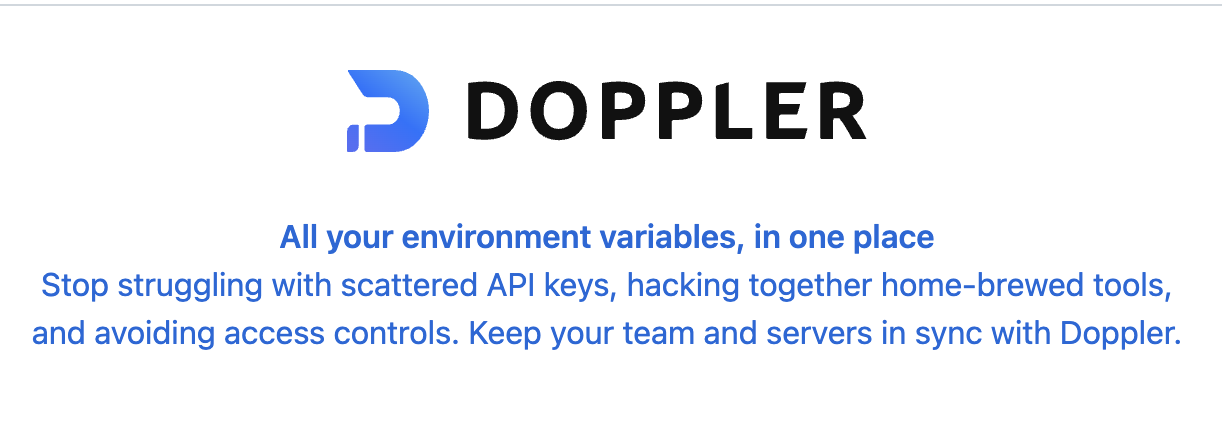 DOPPLER
All your environment variables, in one place
Stop struggling with scattered API keys, hacking together home-brewed tools,
and avoiding access controls. Keep your team and servers in sync with Doppler.